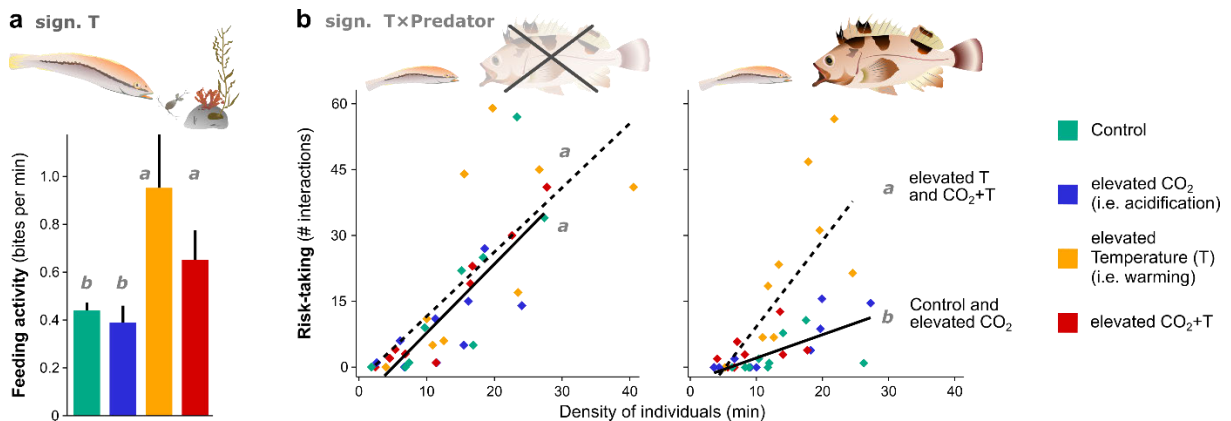 a sign. T
Feeding activity (bites per min)
1.0
0.8
0.6
0.4
0.2
0
b
b
a
a
b sign. T×Predator
Risk-taking (# interactions)
60
45
30
15
0
a
a
0
10
20
30
40
a
elevated T
and CO₂+T
b
Control and
elevated CO₂
0
10
20
30
40
Density of individuals (min)
Control
elevated CO₂
(i.e. acidification)
elevated
Temperature (T)
(i.e. warming)
elevated CO₂+T